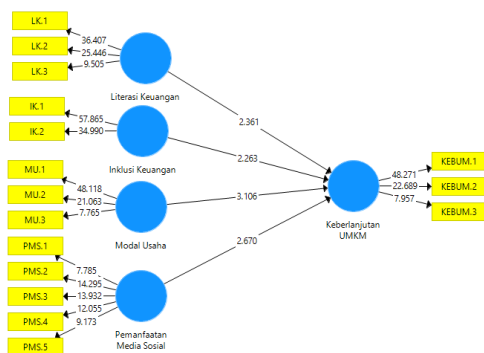 LK.1
36.407
LK.2
25.446
LK.3
9.505
Literasi Keuangan
2.361
IK.1
57.865
IK.2
34.990
Inklusi Keuangan
2.263
MU.1
48.118
MU.2
21.063
MU.3
7.765
Modal Usaha
3.106
PMS.1
7.785
PMS.2
14.295
PMS.3
13.932
PMS.4
12.055
PMS.5
9.173
Pemanfaatan
Media Sosial
2.670
Keberlanjutan
UMKM
KEBUM.1
48.271
KEBUM.2
22.689
KEBUM.3
7.957